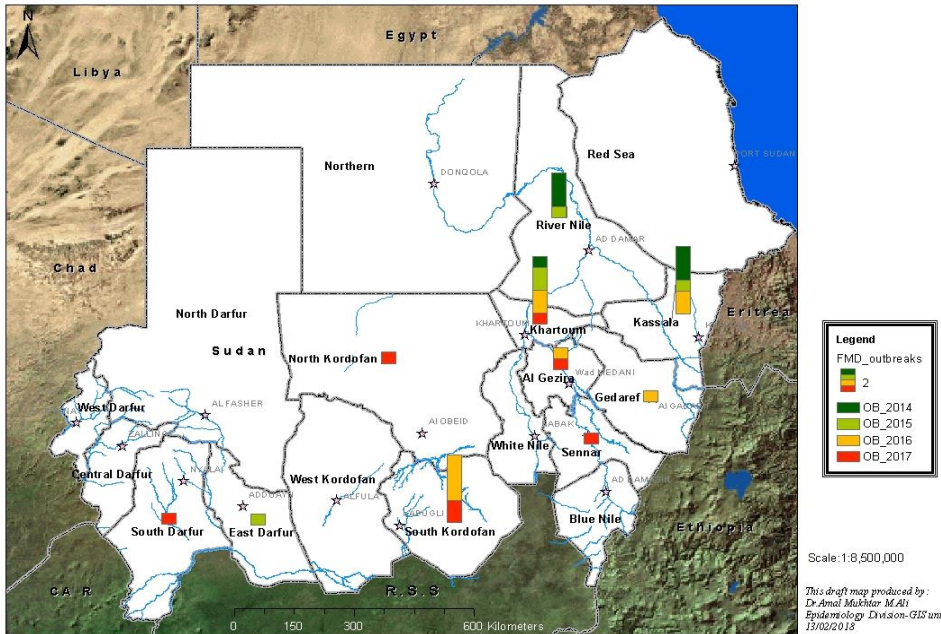 N
Egypt
Libya
Red Sea
Northern
PORT SUDAN
DONQOLA
River Nile
AD DAMAR
Chad
Eritrea
North Darfur
KHARTOUM
Khartoum
Kassala
Sudan
North Kordofan
Legend
FMD_outbreaks
2
OB_2014
OB_2015
OB_2016
OB_2017
Al Gezira
Wad MEDANI
Gedaref
West Darfur
AL FASHER
Al OBEID
White Nile
Sennar
Central Darfur
West Kordofan
ALFULA
South Darfur
East Darfur
South Kordofan
Blue Nile
Ethiopia
Scale:1:8,500,000
CAR
R.S.S
0 150 300 600 Kilometers
This draft map produced by :
Dr.Amal Mukhtar M.Ali
Epidemiology Division-GIS
13/02/2018